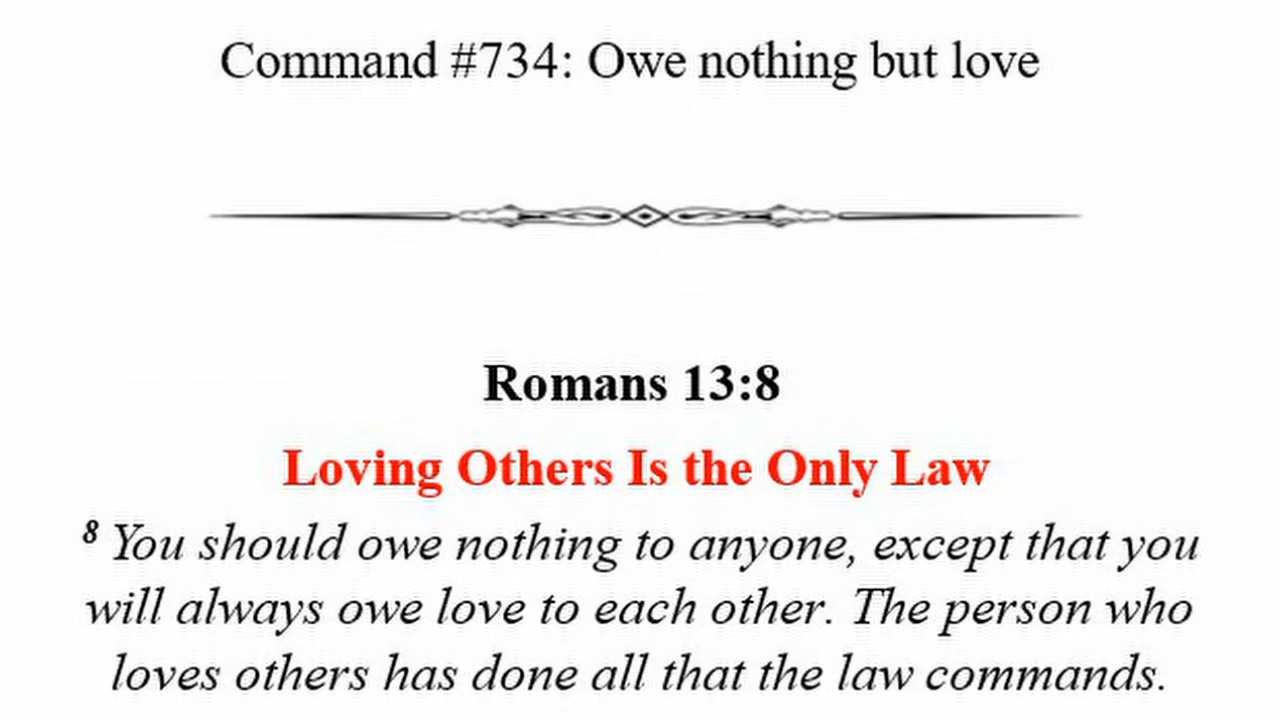 Command #734: Owe nothing but love
Romans 13:8
Loving Others Is the Only Law
8 You should owe nothing to anyone, except that you
will always owe love to each other. The person who
loves others has done all that the law commands.